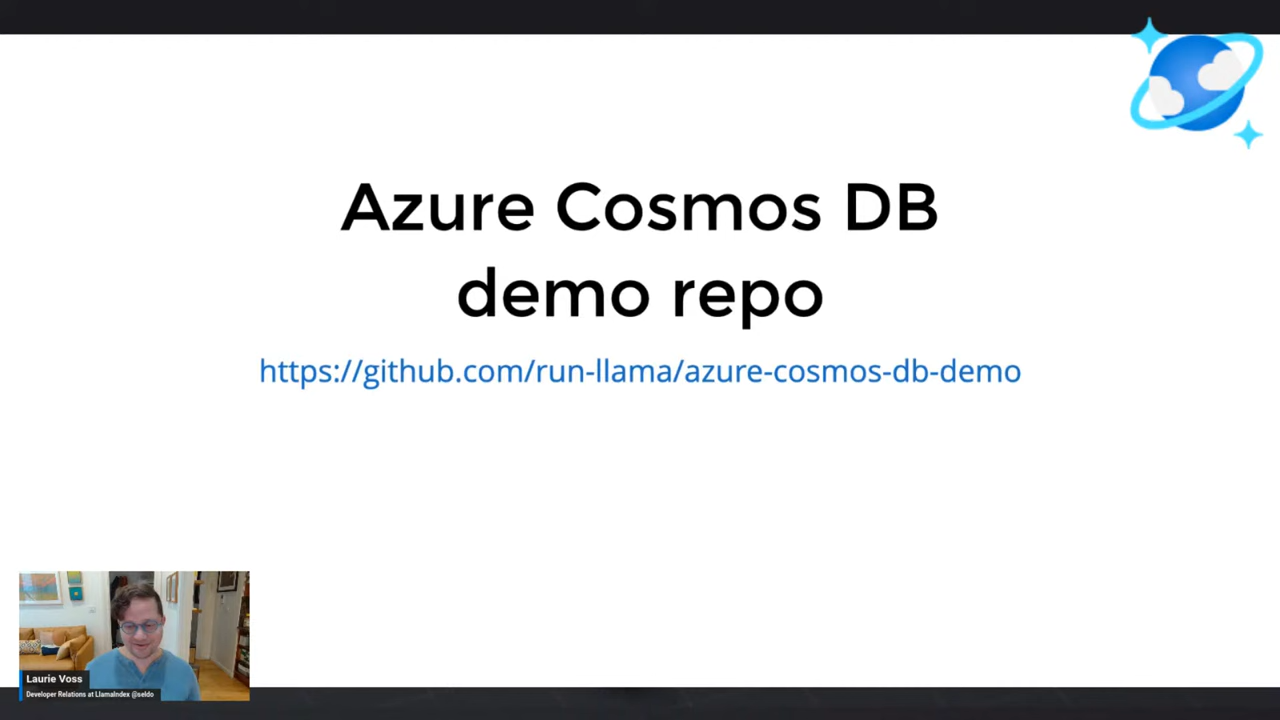 Azure Cosmos DB
demo repo
https://github.com/run-llama/azure-cosmos-db-demo
Laurie Voss
Developer Relations at LlamaIndex @seldo